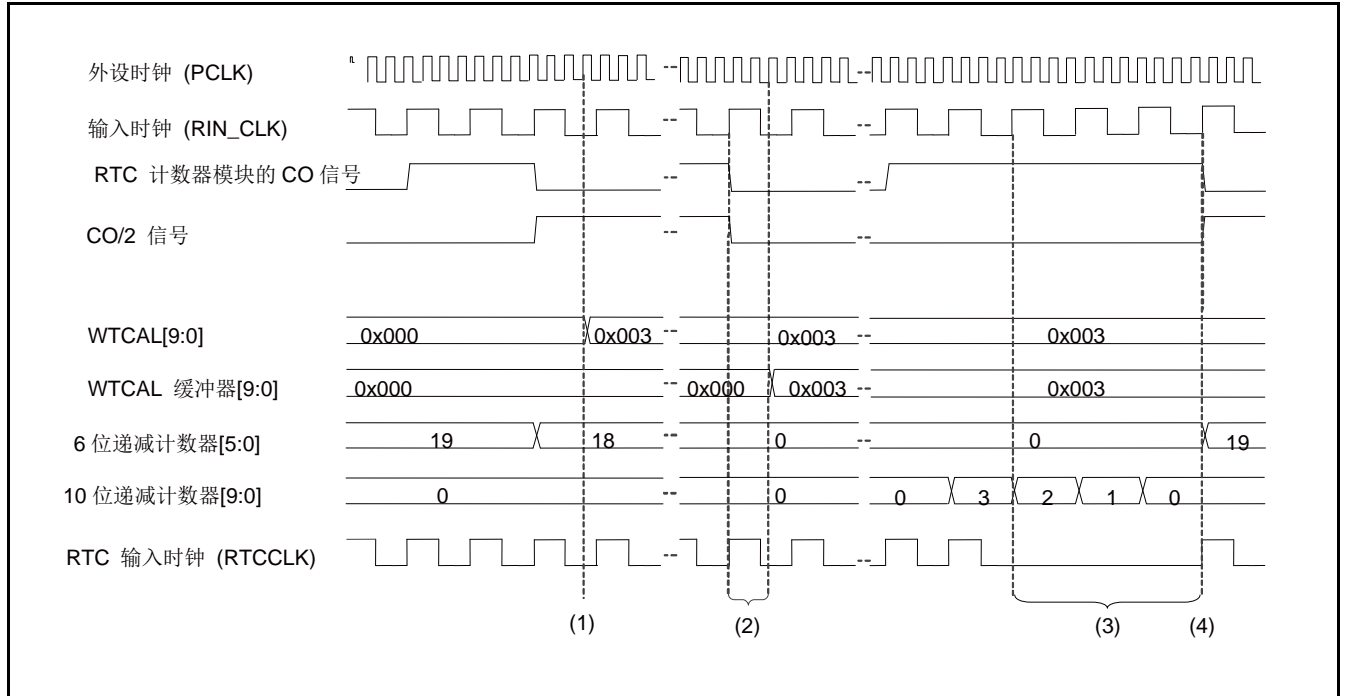 外设时钟 (PCLK)
--
--
输入时钟 (RIN_CLK)
--
--
RTC 计数器模块的 CO 信号
--
--
CO/2 信号
--
--
WTCAL[9:0] 0x000 0x003 -- 0x003 -- 0x003
WTCAL 缓冲器[9:0] 0x000 -- 0x000 0x003 -- 0x003
6 位递减计数器[5:0] 19 18 -- 0 -- 0 19
10 位递减计数器[9:0] 0 -- 0 -- 0 3 2 1 0
RTC 输入时钟 (RTCCLK) -- --
(1) (2) (3) (4)